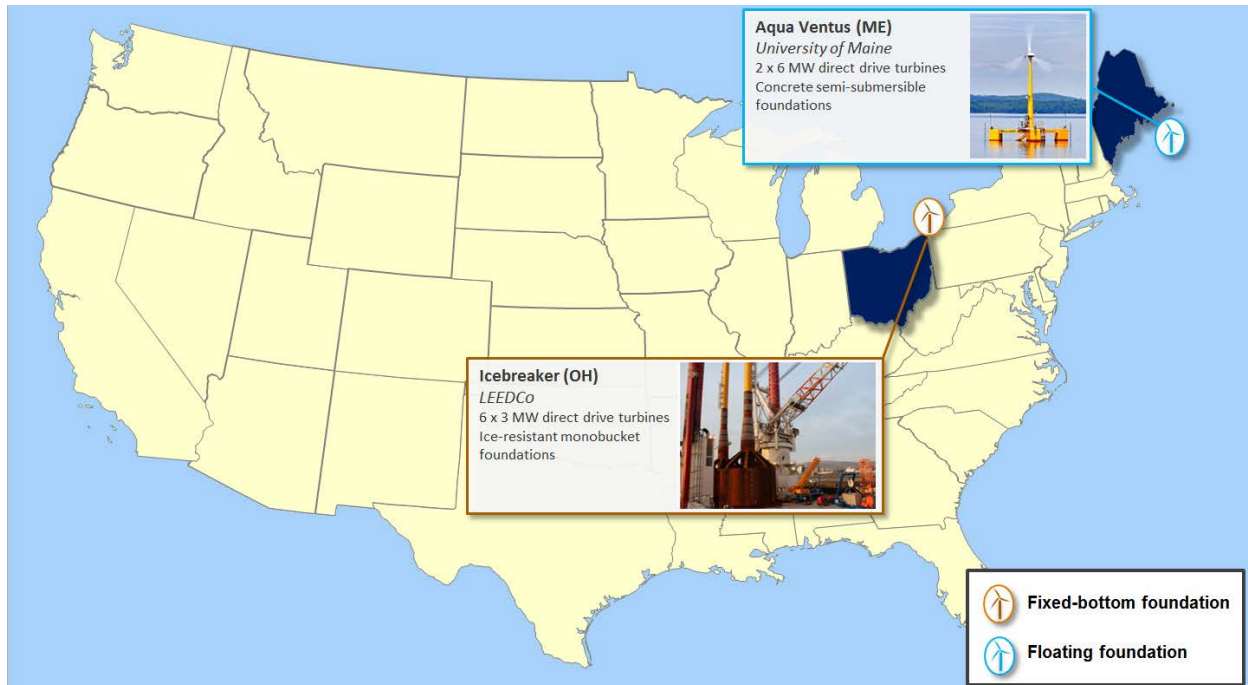 Aqua Ventus (ME)
University of Maine
2 x 6 MW direct drive turbines
Concrete semi-submersible
foundations
Icebreaker (OH)
LEEDCo
6 x 3 MW direct drive turbines
Ice-resistant monobucket
foundations
Fixed-bottom foundation
Floating foundation